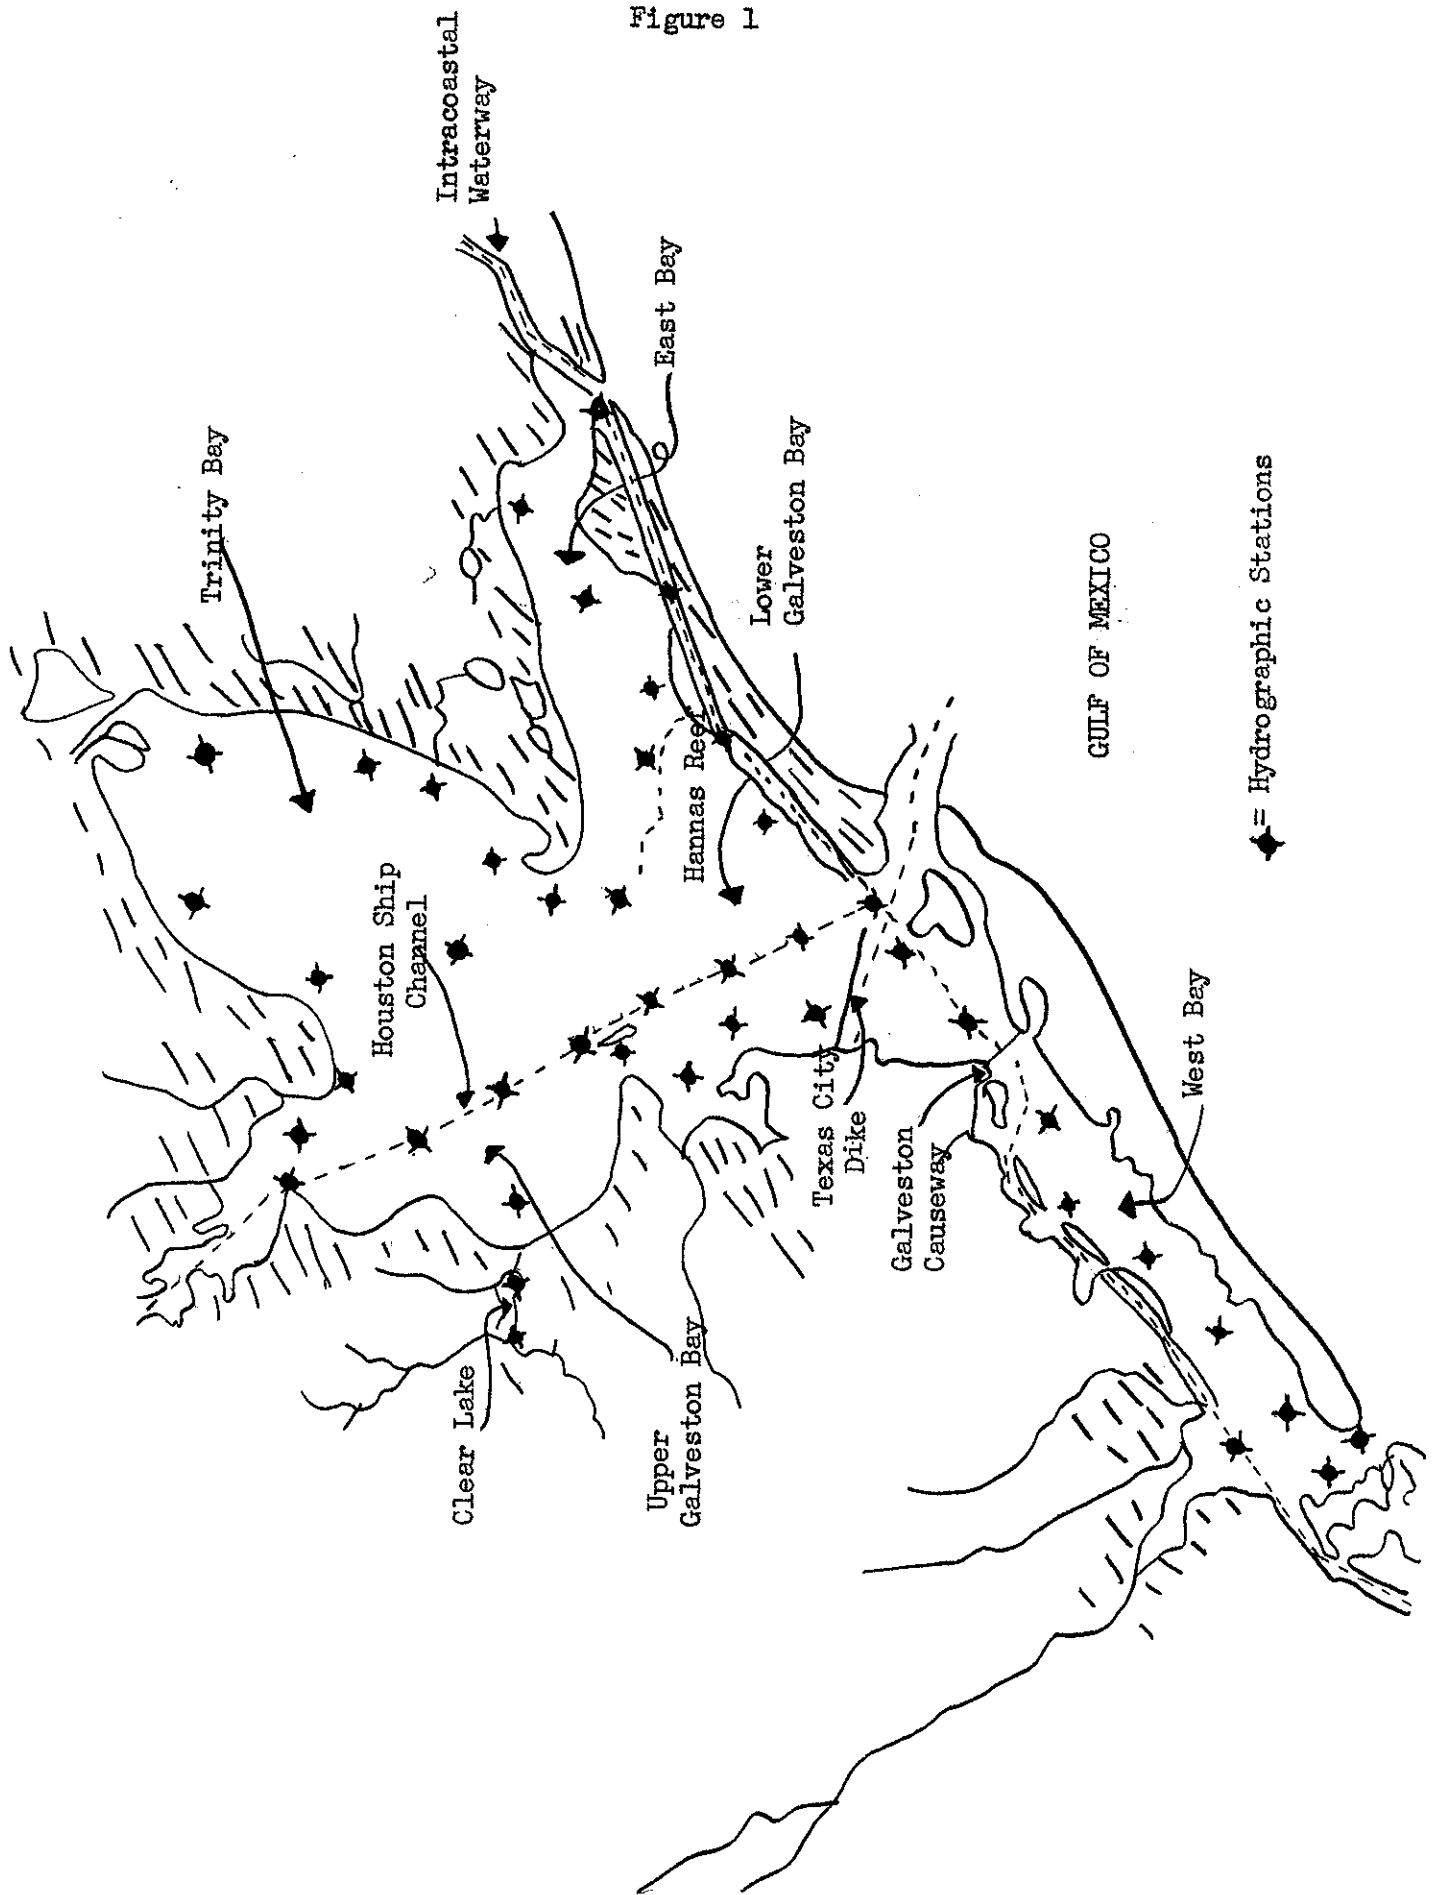 Figure 1
Intracoastal
Waterway
Trinity Bay
East Bay
Houston Ship
Channel
Hannas Reef
Lower
Galveston Bay
GULF OF MEXICO
= Hydrographic Stations
Clear Lake
Upper
Galveston Bay
Texas City
Dike
Galveston
Causeway
West Bay